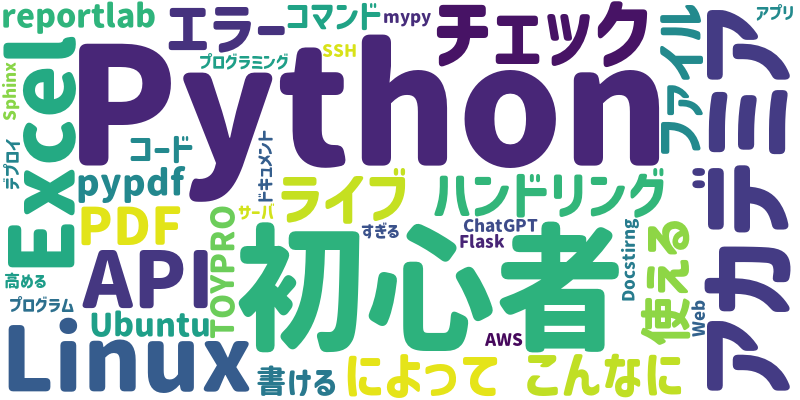 reportlab
エラー
コマンド
mypy
チェック
アプリ
プログラミング
SSH
Python
ファイル
アカデミア
Sphinx
Excel
デプロイ
コード
ドキュメント
pypdf
ライブ
ハンドリング
PDF
サーバ
TOYPRO
すぎる
ChatGPT
Flask
Docstirng
使える
初心者
API
高める
プログラム
Ubuntu
Web
Linux
AWS
書ける
によって
こんなに